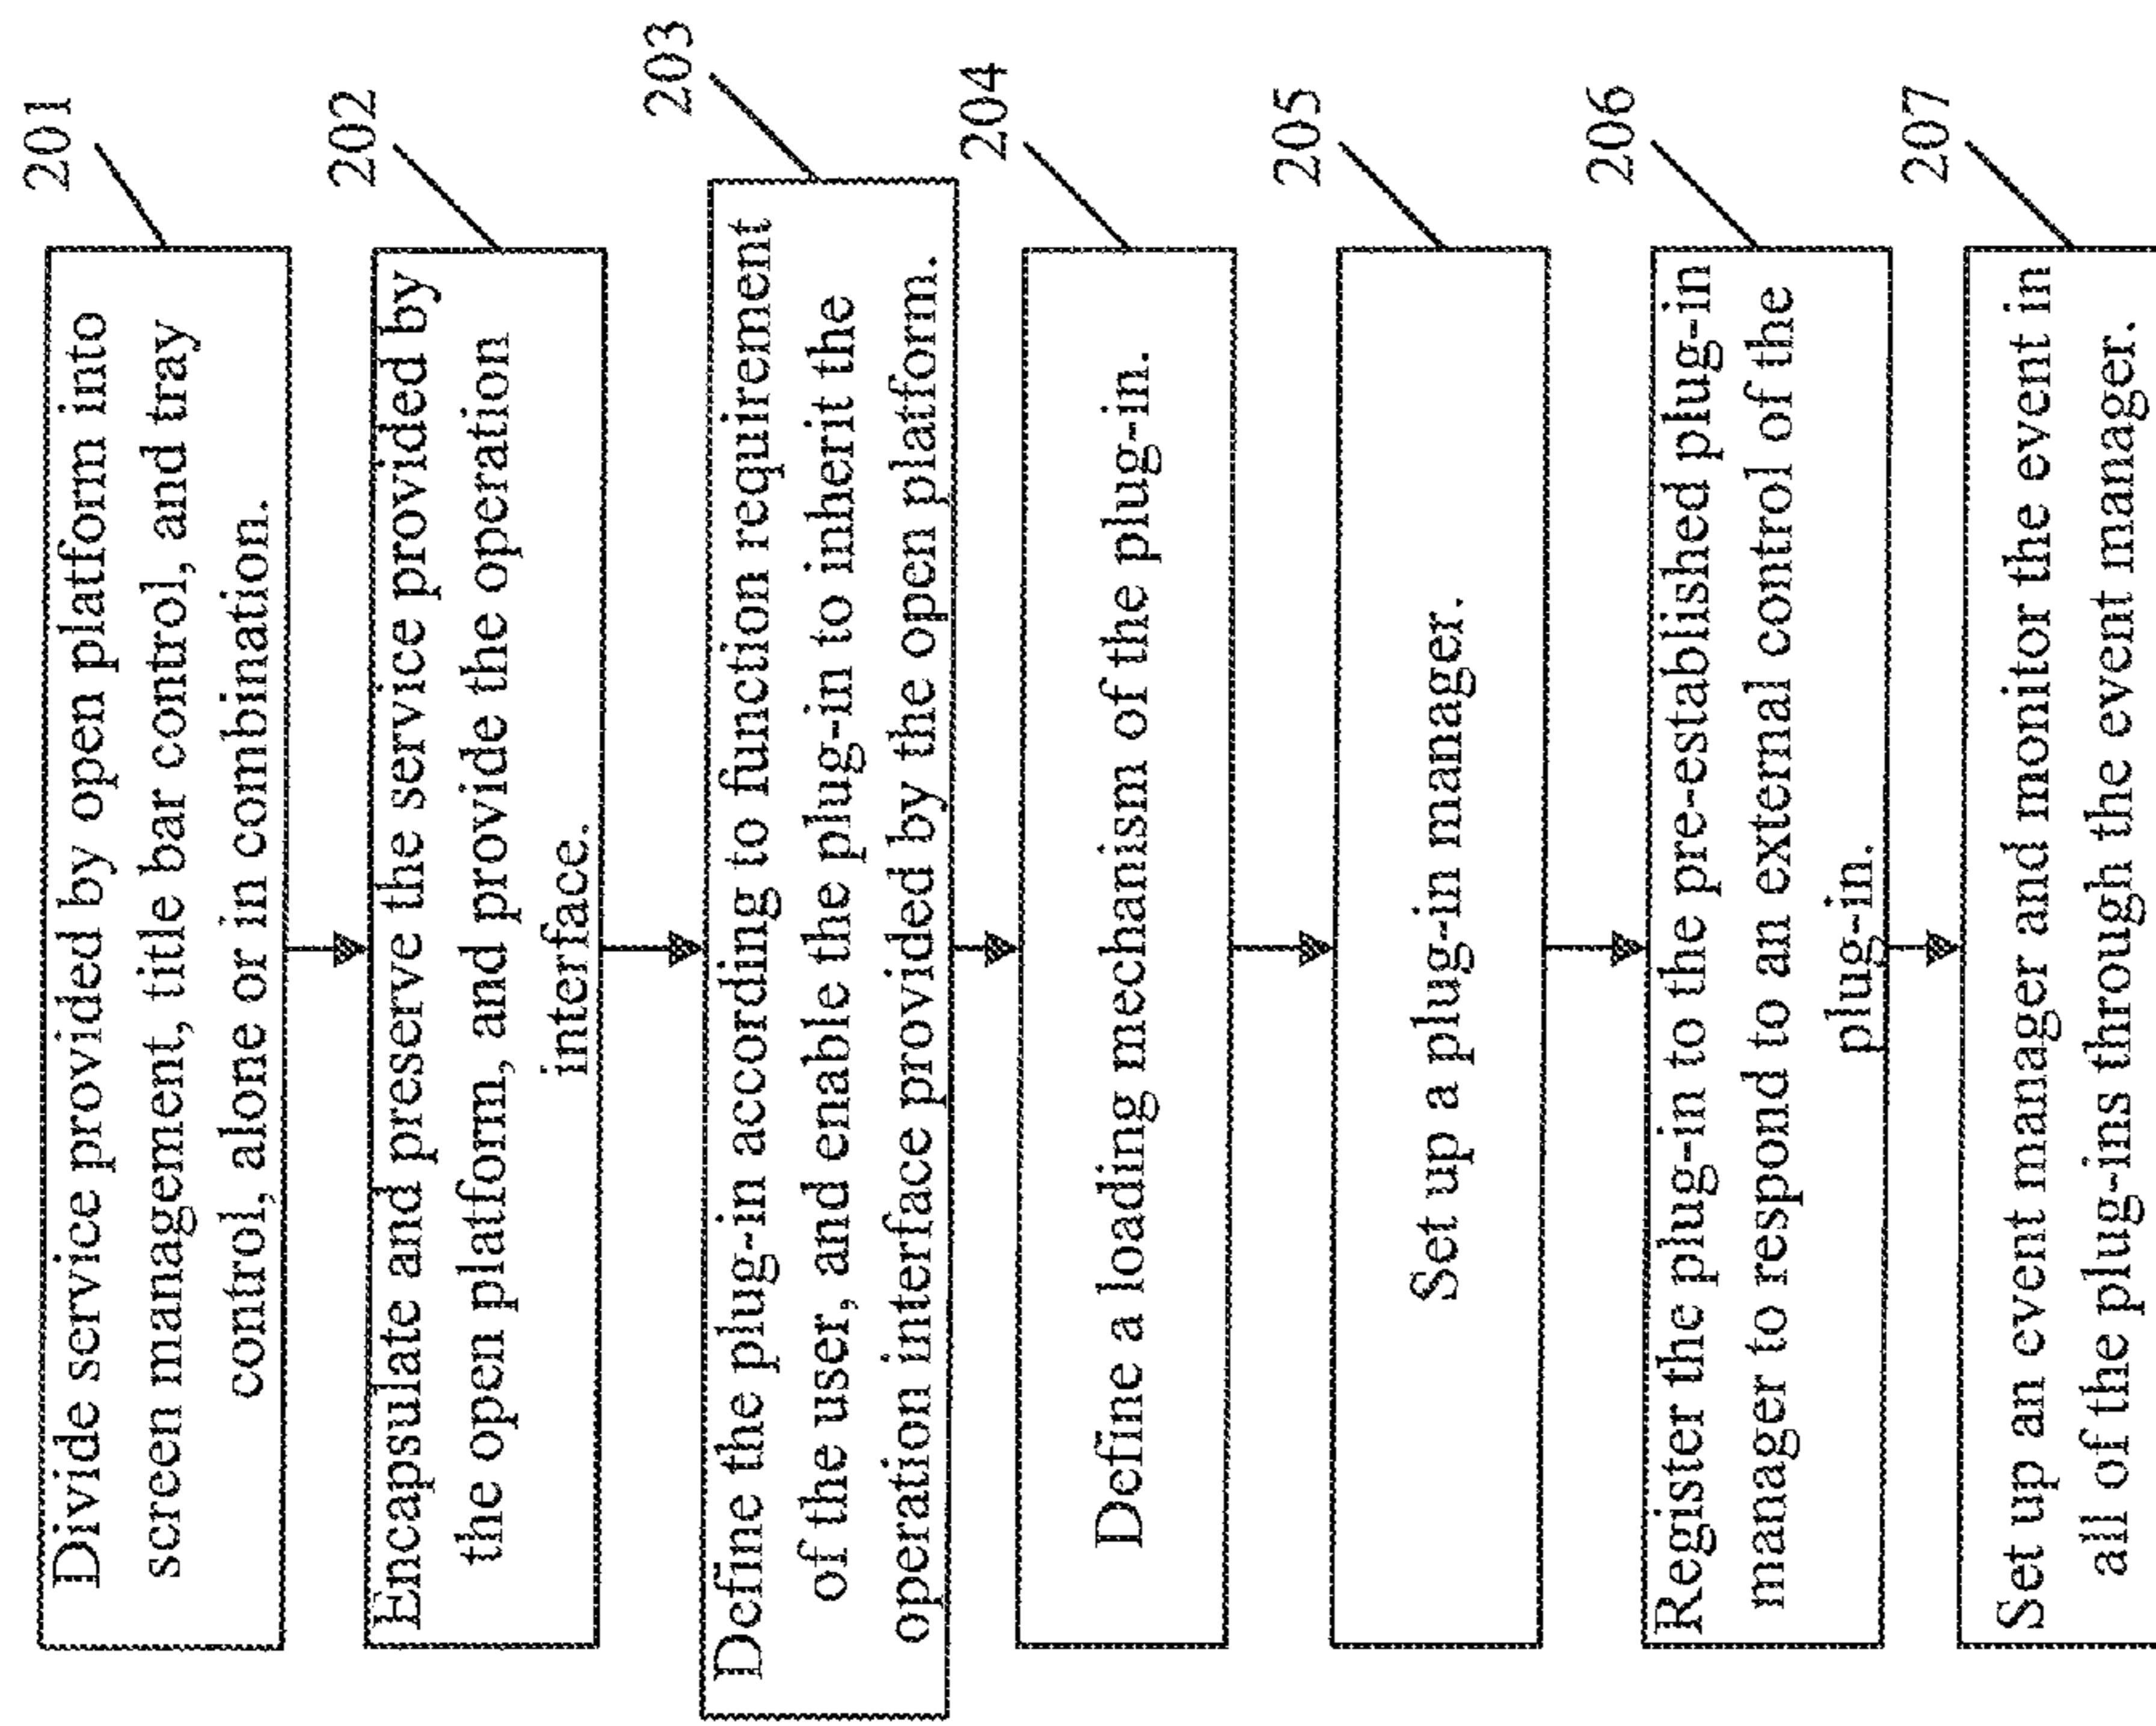 201
Divide service provided by open platform into
screen management, title bar control, and tray
control, alone or in combination.
202
Encapsulate and preserve the service provided by
the open platform, and provide the operation
interface.
203
Define the plug-in according to function requirement
of the user, and enable the plug-in to inherit the
operation interface provided by the open platform.
204
Define a loading mechanism of the plug-in.
205
Set up a plug-in manager.
206
Register the plug-in to the pre-established plug-in
manager to respond to an external control of the
plug-in.
207
Set up an event manager and monitor the event in
all of the plug-ins through the event manager.